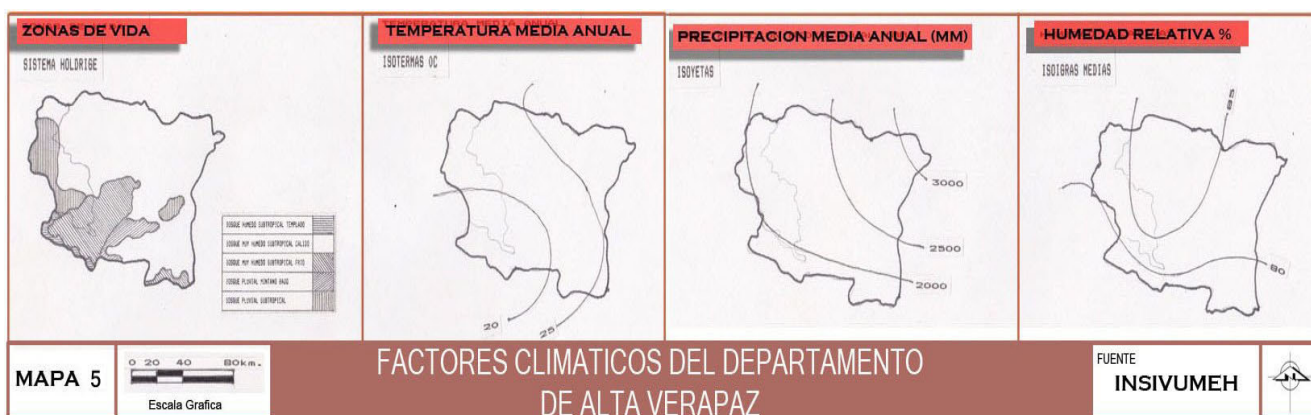 ZONAS DE VIDA
SISTEMA HOLDRIGE
BOSQUE HUMEDO SUBTROPICAL TEMPLADO
BOSQUE MUY HUMEDO SUBTROPICAL CALIDO
BOSQUE MUY HUMEDO SUBTROPICAL FRIO
BOSQUE PLUVIAL MONTANO BAJO
BOSQUE PLUVIAL SUBTROPICAL
TEMPERATURA MEDIA ANUAL
TEMPERATURA MEDIA ANUAL
ISOTERMAS OC
20
25
PRECIPITACION MEDIA ANUAL (MM)
ISOYETAS
3000
2500
2000
HUMEDAD RELATIVA %
ISOIGRAS MEDIAS
85
80
MAPA 5
0 20 40 80km.
Escala Grafica
FACTORES CLIMATICOS DEL DEPARTAMENTO
DE ALTA VERAPAZ
FUENTE
INSIVUMEH